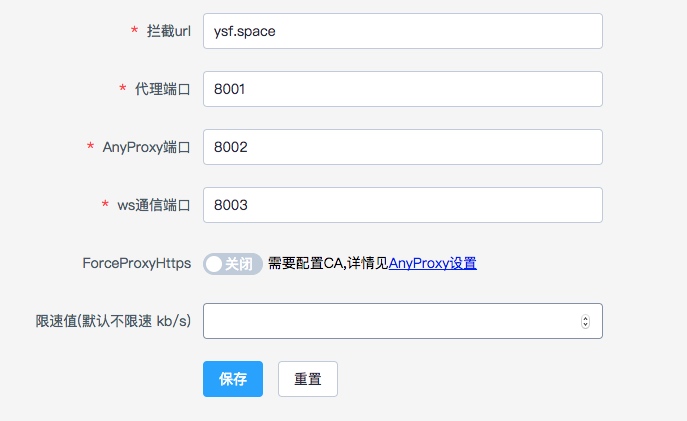 * 拦截url ysf.space
* 代理端口 8001
* AnyProxy端口 8002
* ws通信端口 8003
ForceProxyHttps 关闭 需要配置CA,详情见AnyProxy设置
限速值(默认不限速 kb/s)
保存 重置